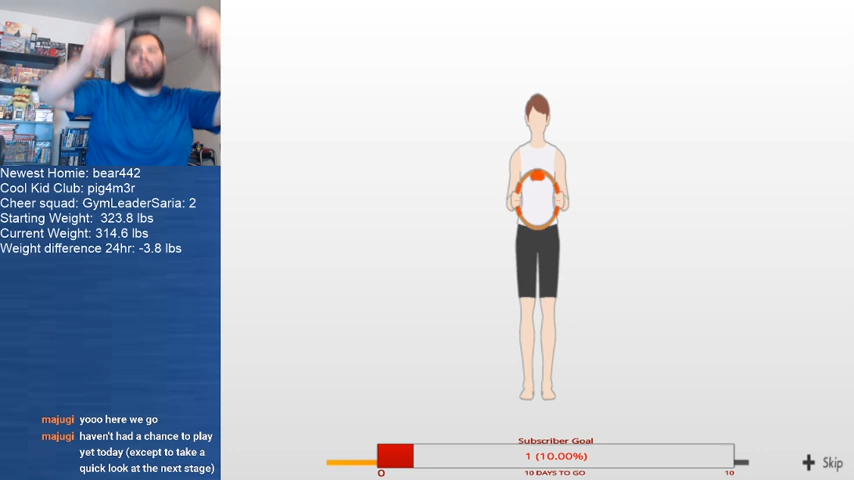 Newest Homie: bear442
Cool Kid Club: pig4m3r
Cheer squad: GymLeaderSaria: 2
Starting Weight:  323.8 lbs
Current Weight: 314.6 lbs
Weight difference 24hr: -3.8 lbs
majugi yooo here we go
majugi haven't had a chance to play
yet today (except to take a
quick look at the next stage)
Subscriber Goal
1 (10.00%)
0 10 DAYS TO GO 10
Skip